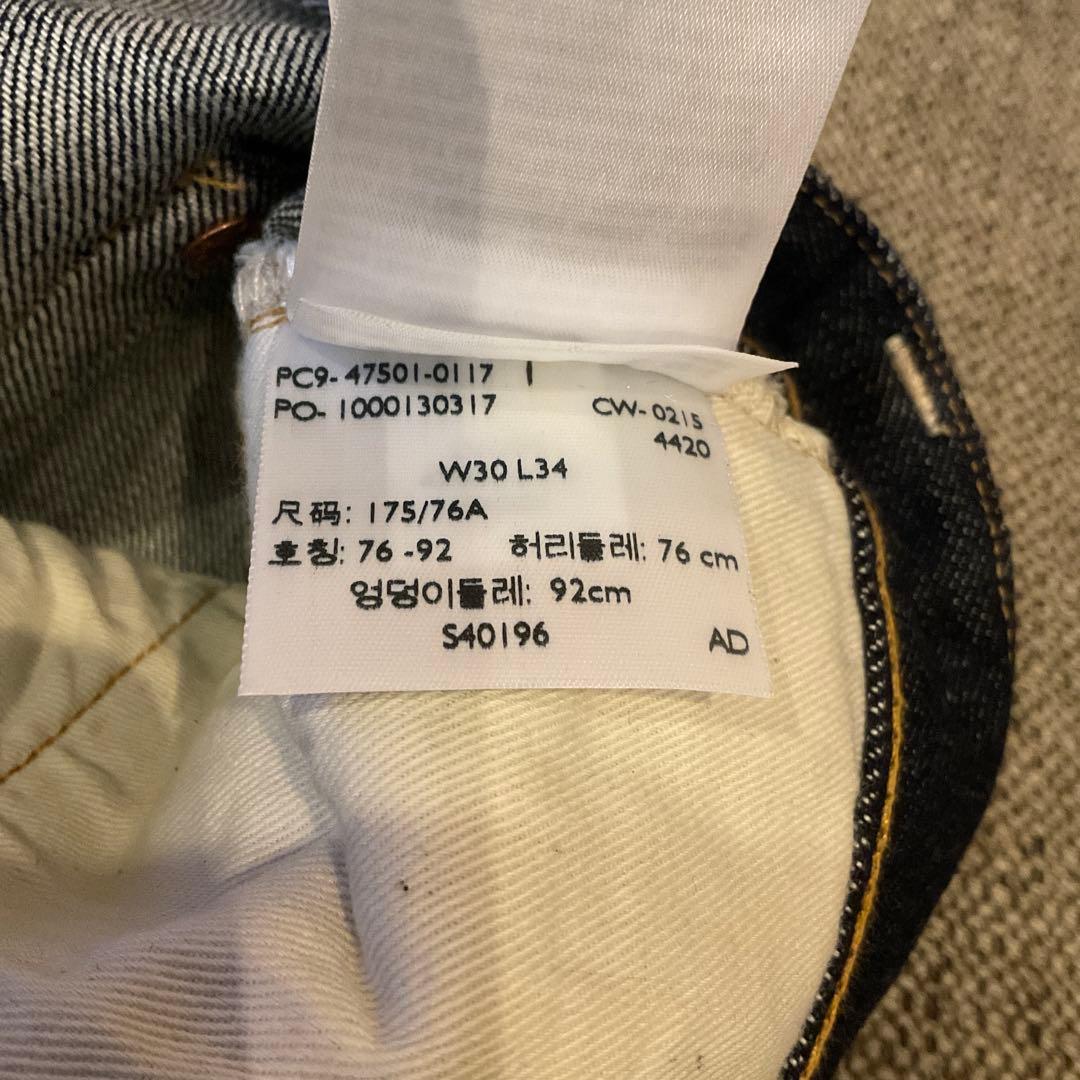 PC9- 47501-0117 1
PO- 1000130317 CW- 0215
4420
W30 L34
尺码: 175/76A
호칭: 76 -92 허리둘레: 76 cm
엉덩이둘레: 92cm
S40196 AD